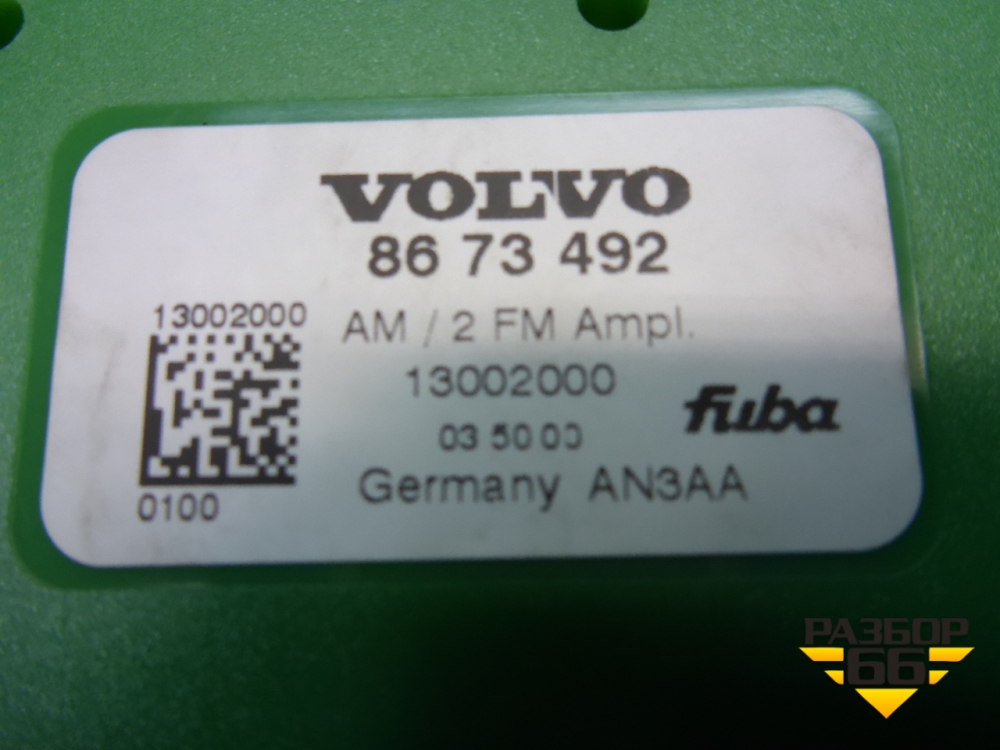 VOLVO
86 73 492
13002000
AM / 2 FM Ampl.
13002000
fuba
03 50 00
Germany AN3AA
0100
РАЗБОР
66